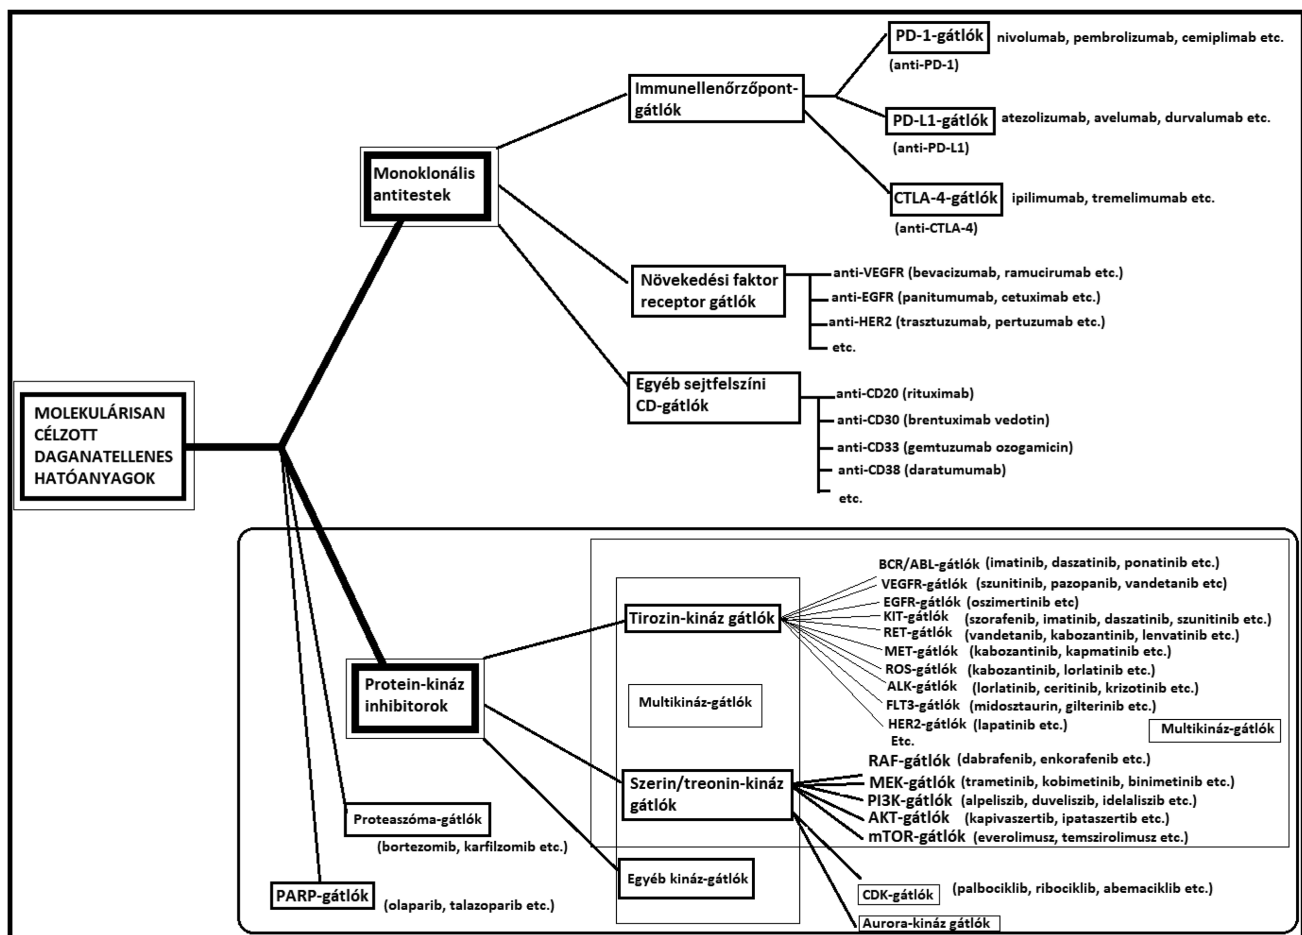 MOLEKULÁRISAN
CÉLZOTT
DAGANATELLENES
HATÓANYAGOK
Monoklonális
antitestek
Immunellenőrzőpont-
gátlók
PD-1-gátlók nivolumab, pembrolizumab, cemiplimab etc.
(anti-PD-1)
PD-L1-gátlók atezolizumab, avelumab, durvalumab etc.
(anti-PD-L1)
CTLA-4-gátlók ipilimumab, tremelimumab etc.
(anti-CTLA-4)
Növekedési faktor
receptor gátlók
anti-VEGFR (bevacizumab, ramucirumab etc.)
anti-EGFR (panitumumab, cetuximab etc.)
anti-HER2 (trasztuzumab, pertuzumab etc.)
etc.
Egyéb sejtfelszíni
CD-gátlók
anti-CD20 (rituximab)
anti-CD30 (brentuximab vedotin)
anti-CD33 (gemtuzumab ozogamicin)
anti-CD38 (daratumumab)
etc.
Protein-kináz
inhibitorok
Tirozin-kináz gátlók
BCR/ABL-gátlók (imatinib, daszatinib, ponatinib etc.)
VEGFR-gátlók (szunitinib, pazopanib, vandetanib etc)
EGFR-gátlók (oszimertinib etc)
KIT-gátlók (szorafenib, imatinib, daszatinib, szunitinib etc.)
RET-gátlók (vandetanib, kabozantinib, lenvatinib etc.)
MET-gátlók (kabozantinib, kapmatinib etc.)
ROS-gátlók (kabozantinib, lorlatinib etc.)
ALK-gátlók (lorlatinib, ceritinib, krizotinib etc.)
FLT3-gátlók (midosztaurin, gilterinib etc.)
HER2-gátlók (lapatinib etc.)
Etc.
Multikináz-gátlók
Multikináz-gátlók
Szerin/treonin-kináz
gátlók
RAF-gátlók (dabrafenib, enkorafenib etc.)
MEK-gátlók (trametinib, kobimetinib, binimetinib etc.)
PI3K-gátlók (alpeliszib, duveliszib, idelaliszib etc.)
AKT-gátlók (kapivaszertib, ipataszertib etc.)
mTOR-gátlók (everolimusz, temszirolimusz etc.)
CDK-gátlók (palbociklib, ribociklib, abemaciklib etc.)
Aurora-kináz gátlók
Egyéb kináz-gátlók
Proteaszóma-gátlók
(bortezomib, karfilzomib etc.)
PARP-gátlók (olaparib, talazoparib etc.)